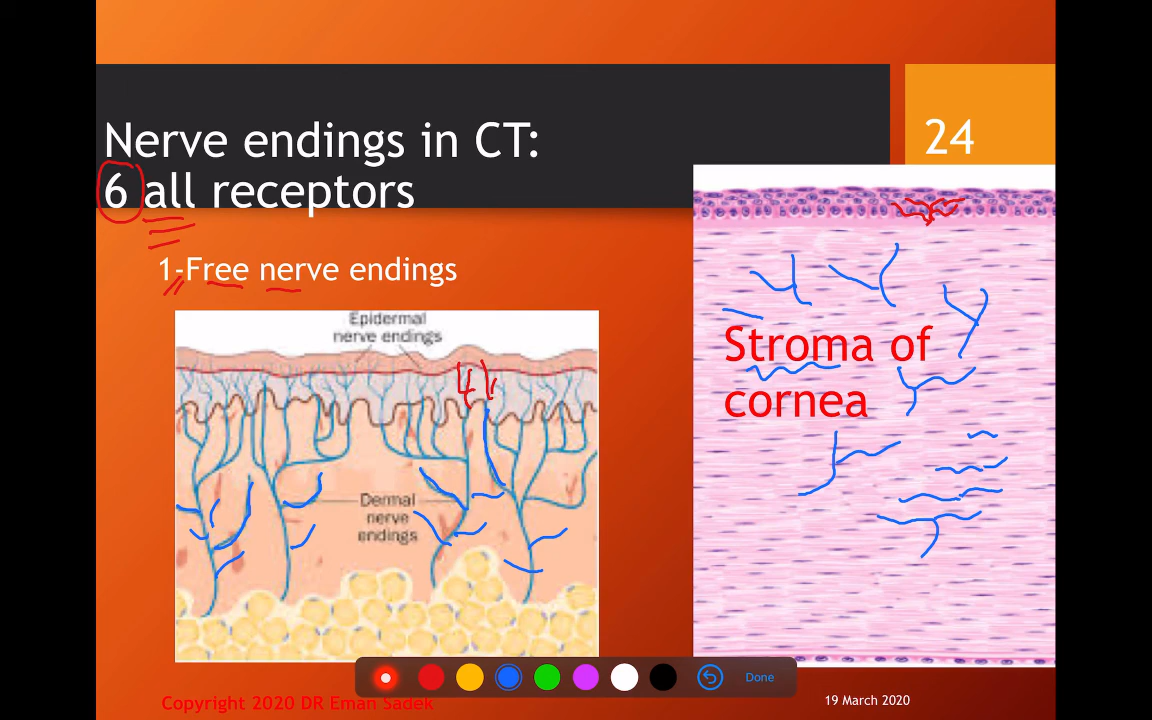 Nerve endings in CT:
6 all receptors
24
1-Free nerve endings
Epidermal
nerve endings
Dermal
nerve
endings
Stroma of
cornea
Done
Copyright 2020 DR Eman Sadek
19 March 2020